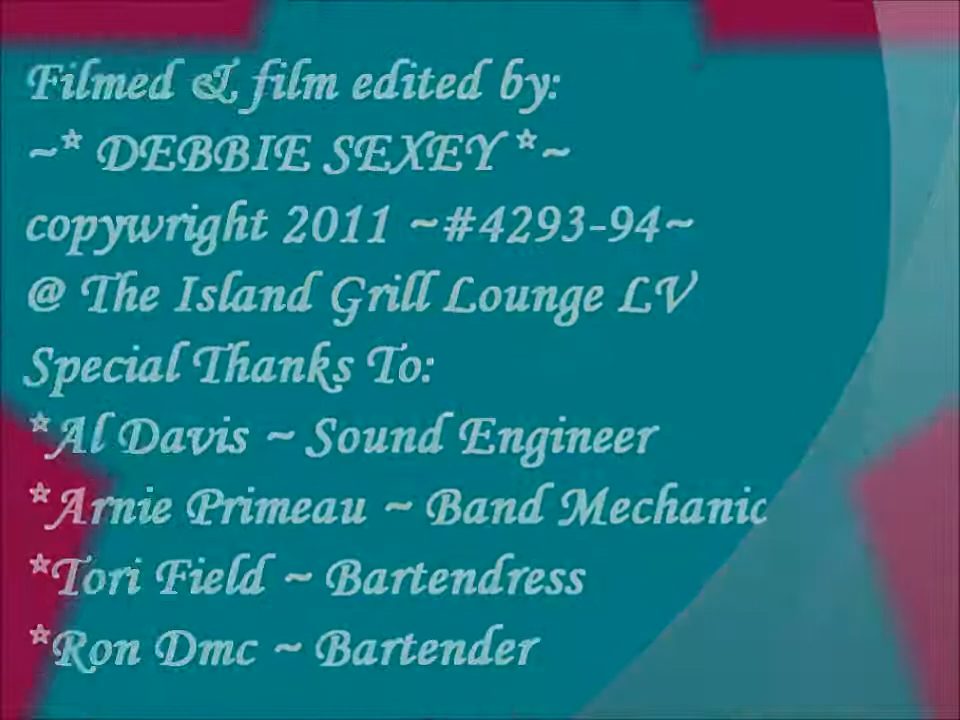 Filmed & film edited by:
~* DEBBIE SEXEY *~
copywright 2011 ~#4293-94~
@ The Island Grill Lounge LV
Special Thanks To:
*Al Davis ~ Sound Engineer
*Arnie Primeau ~ Band Mechanic
*Tori Field ~ Bartendress
*Ron Dmc ~ Bartender